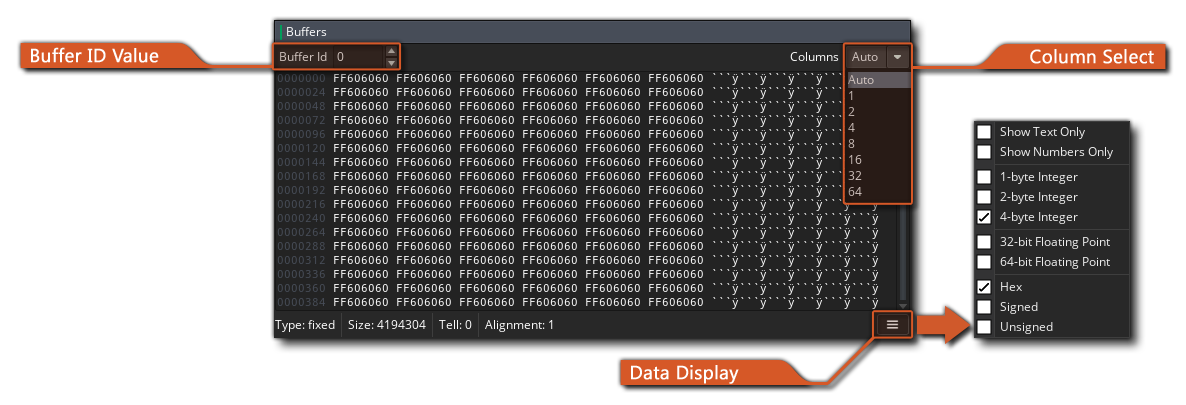 Buffers
Buffer ID Value
Buffer Id 0
Columns Auto
Column Select
0000000 FF606060 FF606060 FF606060 FF606060 FF606060 FF606060 ```y```y```y```y```y
Auto
0000024 FF606060 FF606060 FF606060 FF606060 FF606060 FF606060 ```y```y```y```y```y
1
0000048 FF606060 FF606060 FF606060 FF606060 FF606060 FF606060 ```y```y```y```y```y
2
0000072 FF606060 FF606060 FF606060 FF606060 FF606060 FF606060 ```y```y```y```y```y
4
0000096 FF606060 FF606060 FF606060 FF606060 FF606060 FF606060 ```y```y```y```y```y
8
0000120 FF606060 FF606060 FF606060 FF606060 FF606060 FF606060 ```y```y```y```y```y
16
0000144 FF606060 FF606060 FF606060 FF606060 FF606060 FF606060 ```y```y```y```y```y
32
0000168 FF606060 FF606060 FF606060 FF606060 FF606060 FF606060 ```y```y```y```y```y
64
0000192 FF606060 FF606060 FF606060 FF606060 FF606060 FF606060 ```y```y```y```y```y
0000216 FF606060 FF606060 FF606060 FF606060 FF606060 FF606060 ```y```y```y```y```y```y
0000240 FF606060 FF606060 FF606060 FF606060 FF606060 FF606060 ```y```y```y```y```y```y
0000264 FF606060 FF606060 FF606060 FF606060 FF606060 FF606060 ```y```y```y```y```y```y
0000288 FF606060 FF606060 FF606060 FF606060 FF606060 FF606060 ```y```y```y```y```y```y
0000312 FF606060 FF606060 FF606060 FF606060 FF606060 FF606060 ```y```y```y```y```y```y
0000336 FF606060 FF606060 FF606060 FF606060 FF606060 FF606060 ```y```y```y```y```y```y
0000360 FF606060 FF606060 FF606060 FF606060 FF606060 FF606060 ```y```y```y```y```y```y
0000384 FF606060 FF606060 FF606060 FF606060 FF606060 FF606060 ```y```y```y```y```y```y
Type: fixed Size: 4194304 Tell: 0 Alignment: 1
Show Text Only
Show Numbers Only
1-byte Integer
2-byte Integer
4-byte Integer
32-bit Floating Point
64-bit Floating Point
Hex
Signed
Unsigned
Data Display